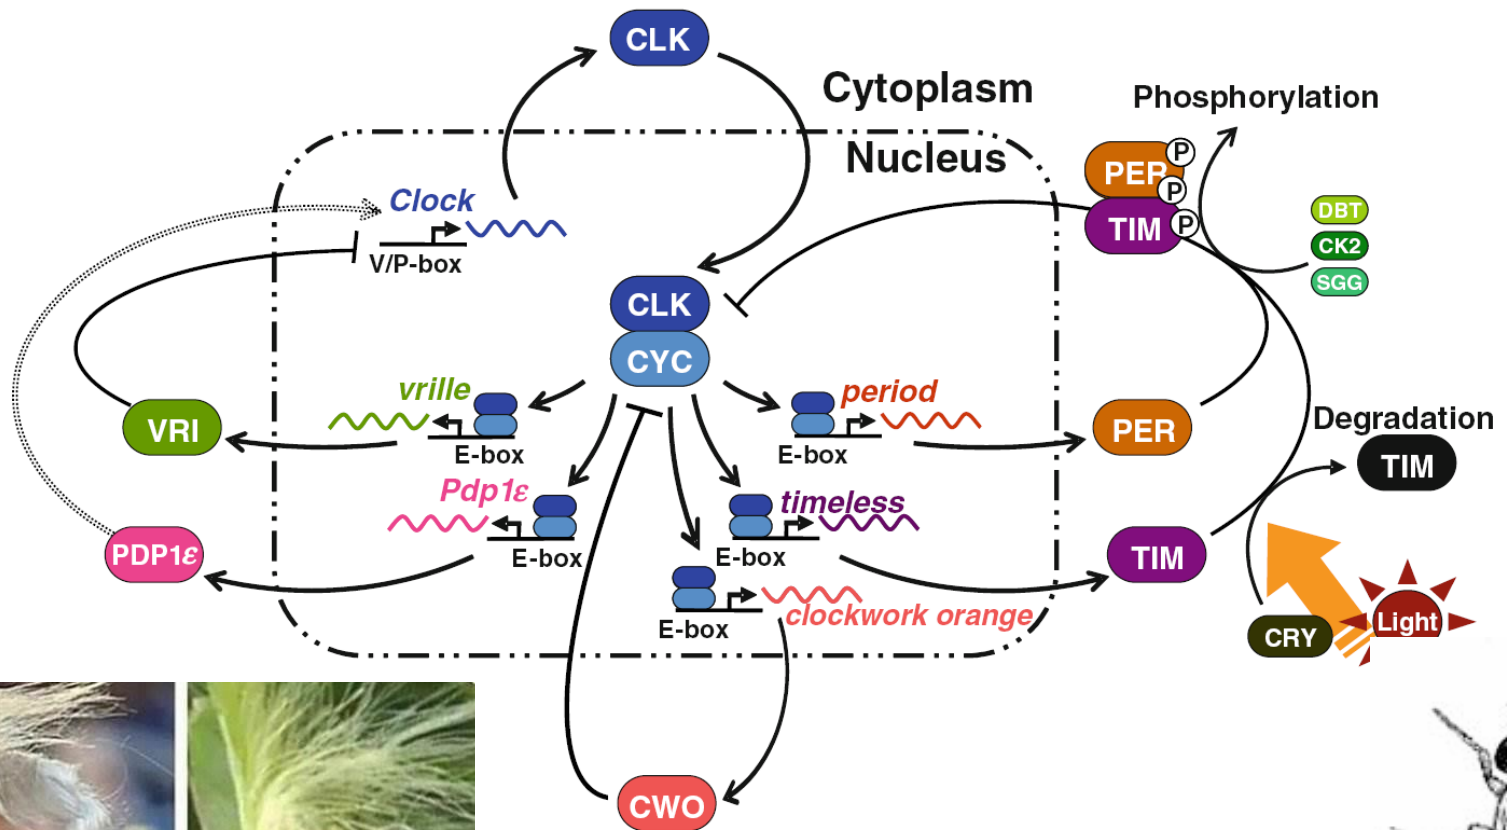 CLK
Cytoplasm
Phosphorylation
Nucleus
PER
P
P
TIM
P
DBT
CK2
SGG
Clock
V/P-box
CLK
CYC
vrille
E-box
period
E-box
VRI
PER
Degradation
TIM
Pdp1ε
E-box
timeless
E-box
PDP1ε
TIM
clockwork orange
E-box
Light
CRY
CWO